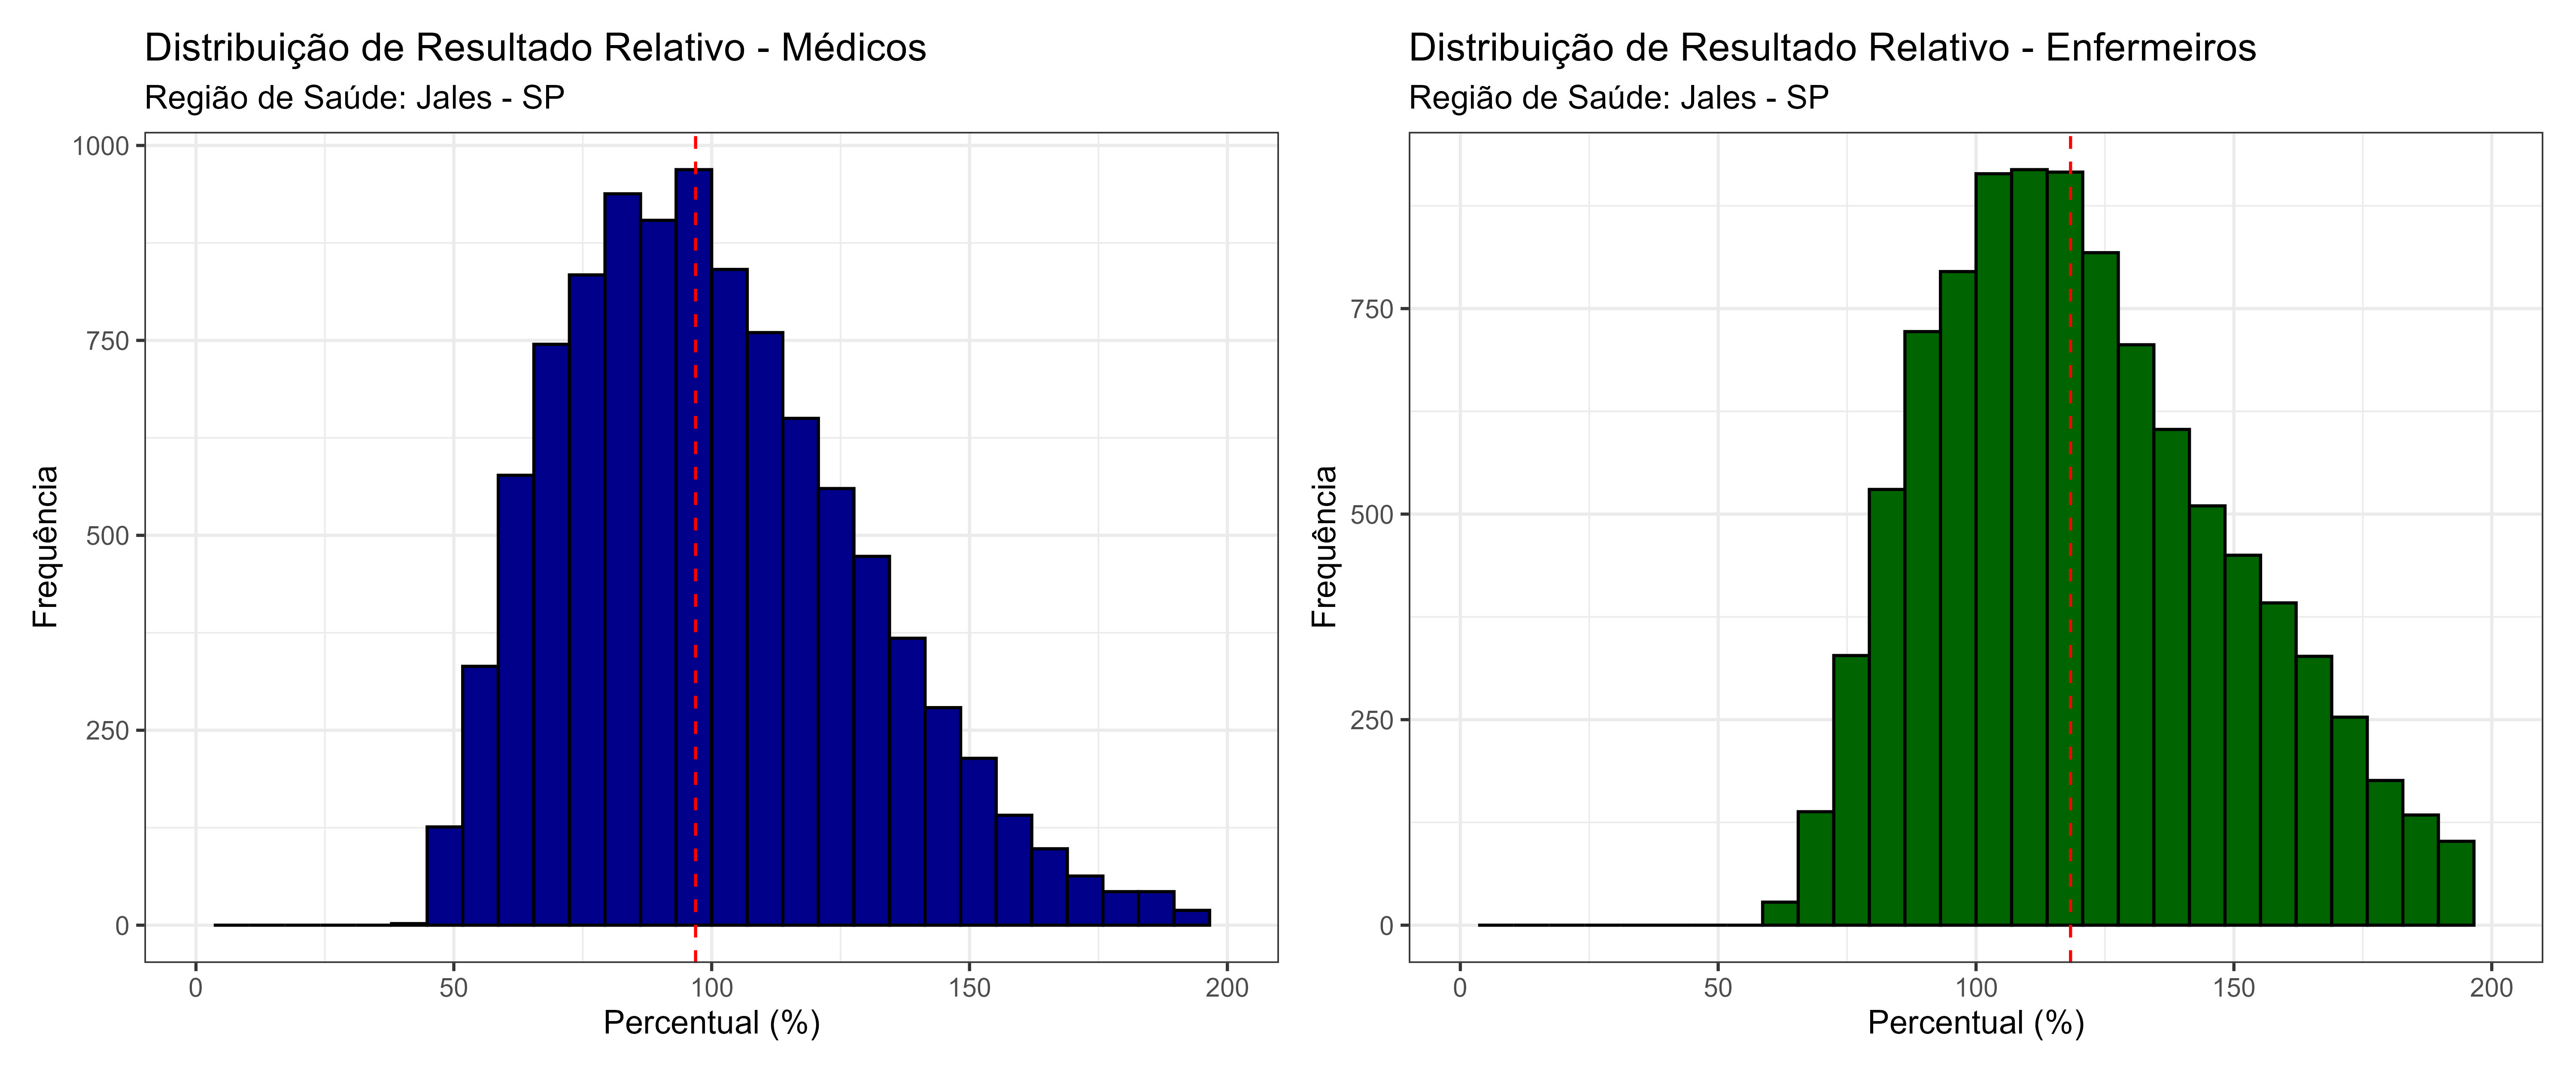 Distribuição de Resultado Relativo - Médicos
Região de Saúde: Jales - SP
1000
750
500
250
0
Frequência
0 50 100 150 200
Percentual (%)
Distribuição de Resultado Relativo - Enfermeiros
Região de Saúde: Jales - SP
750
500
250
0
Frequência
0 50 100 150 200
Percentual (%)